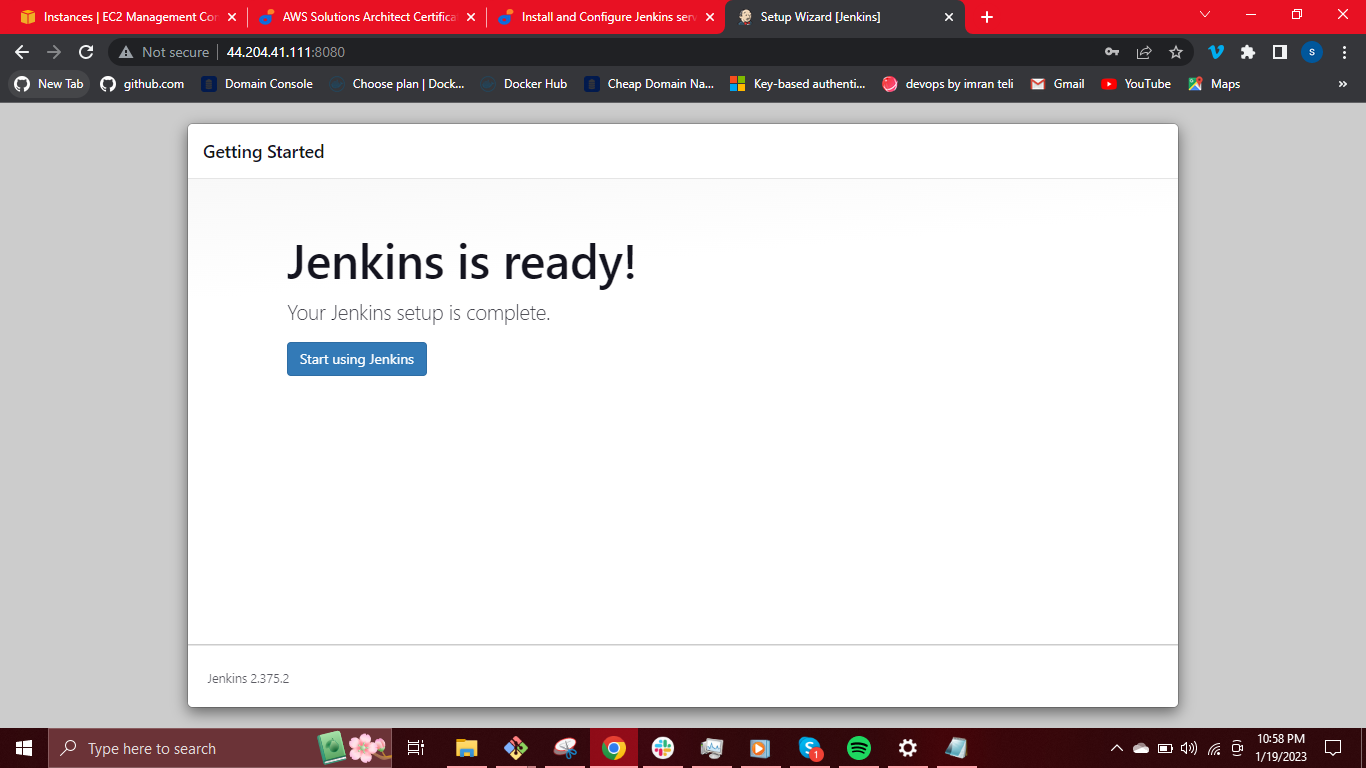 Instances | EC2 Management Con
AWS Solutions Architect Certificat
Install and Configure Jenkins serv
Setup Wizard [Jenkins]
Not secure
44.204.41.111:8080
s
New Tab
github.com
Domain Console
Choose plan | Dock...
Docker Hub
Cheap Domain Na...
Key-based authenti...
devops by imran teli
Gmail
YouTube
Maps
»
Getting Started
Jenkins is ready!
Your Jenkins setup is complete.
Start using Jenkins
Jenkins 2.375.2
Type here to search
1
10:58 PM
1/19/2023